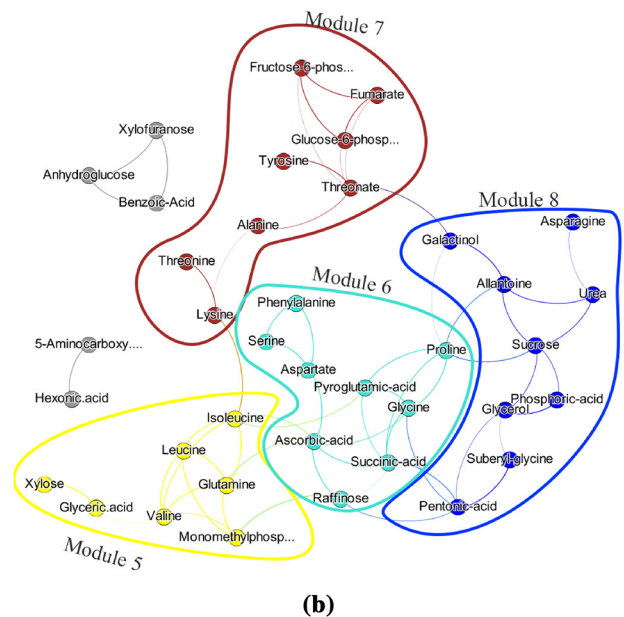 Module 7
Fructose-6-phos...
Fumarate
Xylofuranose
Glucose-6-phosp...
Tyrosine
Anhydroglucose
Threonate
Benzoic-Acid
Module 8
Asparagine
Alanine
Galactinol
Threonine
Module 6
Allantoine
Urea
Phenylalanine
Lysine
Serine
5-Aminocarboxy....
Proline
Sucrose
Aspartate
Pyroglutamic-acid
Hexonic.acid
Phosphoric-acid
Glycine
Glycerol
Isoleucine
Ascorbic-acid
Leucine
Succinic-acid
Suberyl-glycine
Xylose
Glutamine
Raffinose
Glyceric.acid
Pentonic-acid
Valine
Monomethylphosp...
Module 5
(b)